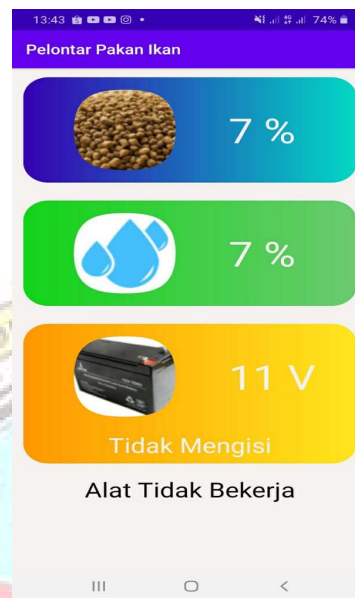 13:43 74%
Pelontar Pakan Ikan
7 %
7 %
11 V
Tidak Mengisi
Alat Tidak Bekerja